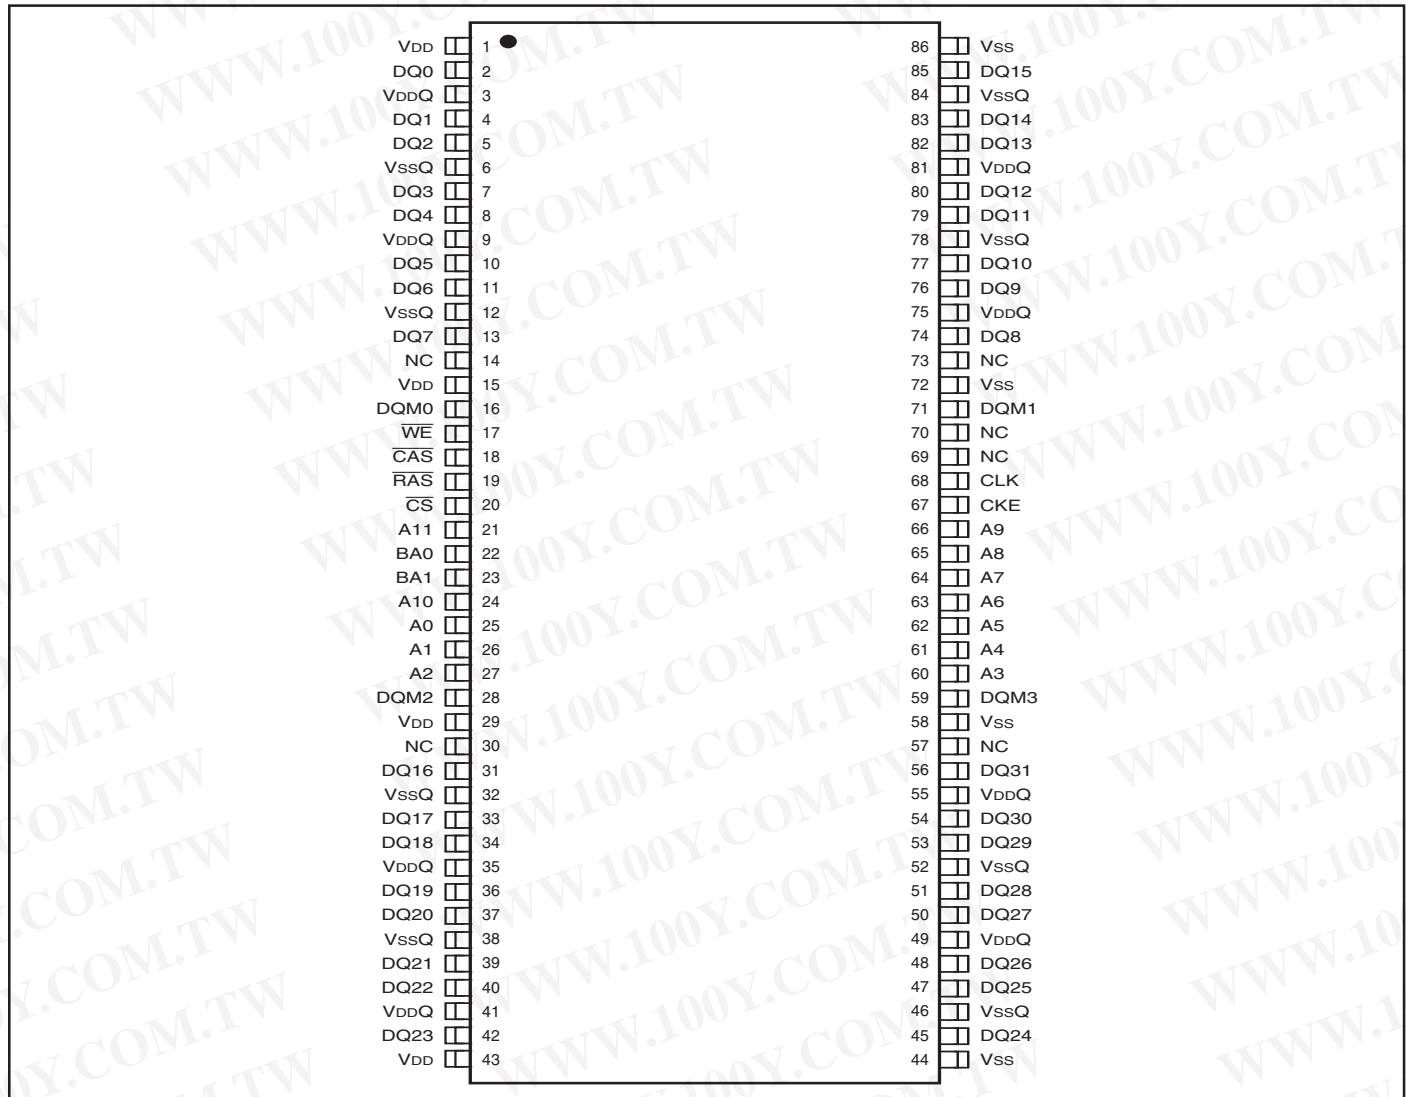 VDD 1 86 VSS
DQ0 2 85 DQ15
VDDQ 3 84 VSSQ
DQ1 4 83 DQ14
DQ2 5 82 DQ13
VSSQ 6 81 VDDQ
DQ3 7 80 DQ12
DQ4 8 79 DQ11
VDDQ 9 78 VSSQ
DQ5 10 77 DQ10
DQ6 11 76 DQ9
VSSQ 12 75 VDDQ
DQ7 13 74 DQ8
NC 14 73 NC
VDD 15 72 VSS
DQM0 16 71 DQM1
WE 17 70 NC
CAS 18 69 NC
RAS 19 68 CLK
CS 20 67 CKE
A11 21 66 A9
BA0 22 65 A8
BA1 23 64 A7
A10 24 63 A6
A0 25 62 A5
A1 26 61 A4
A2 27 60 A3
DQM2 28 59 DQM3
VDD 29 58 VSS
NC 30 57 NC
DQ16 31 56 DQ31
VSSQ 32 55 VDDQ
DQ17 33 54 DQ30
DQ18 34 53 DQ29
VDDQ 35 52 VSSQ
DQ19 36 51 DQ28
DQ20 37 50 DQ27
VSSQ 38 49 VDDQ
DQ21 39 48 DQ26
DQ22 40 47 DQ25
VDDQ 41 46 VSSQ
DQ23 42 45 DQ24
VDD 43 44 VSS
WWW.100Y.COM.TW